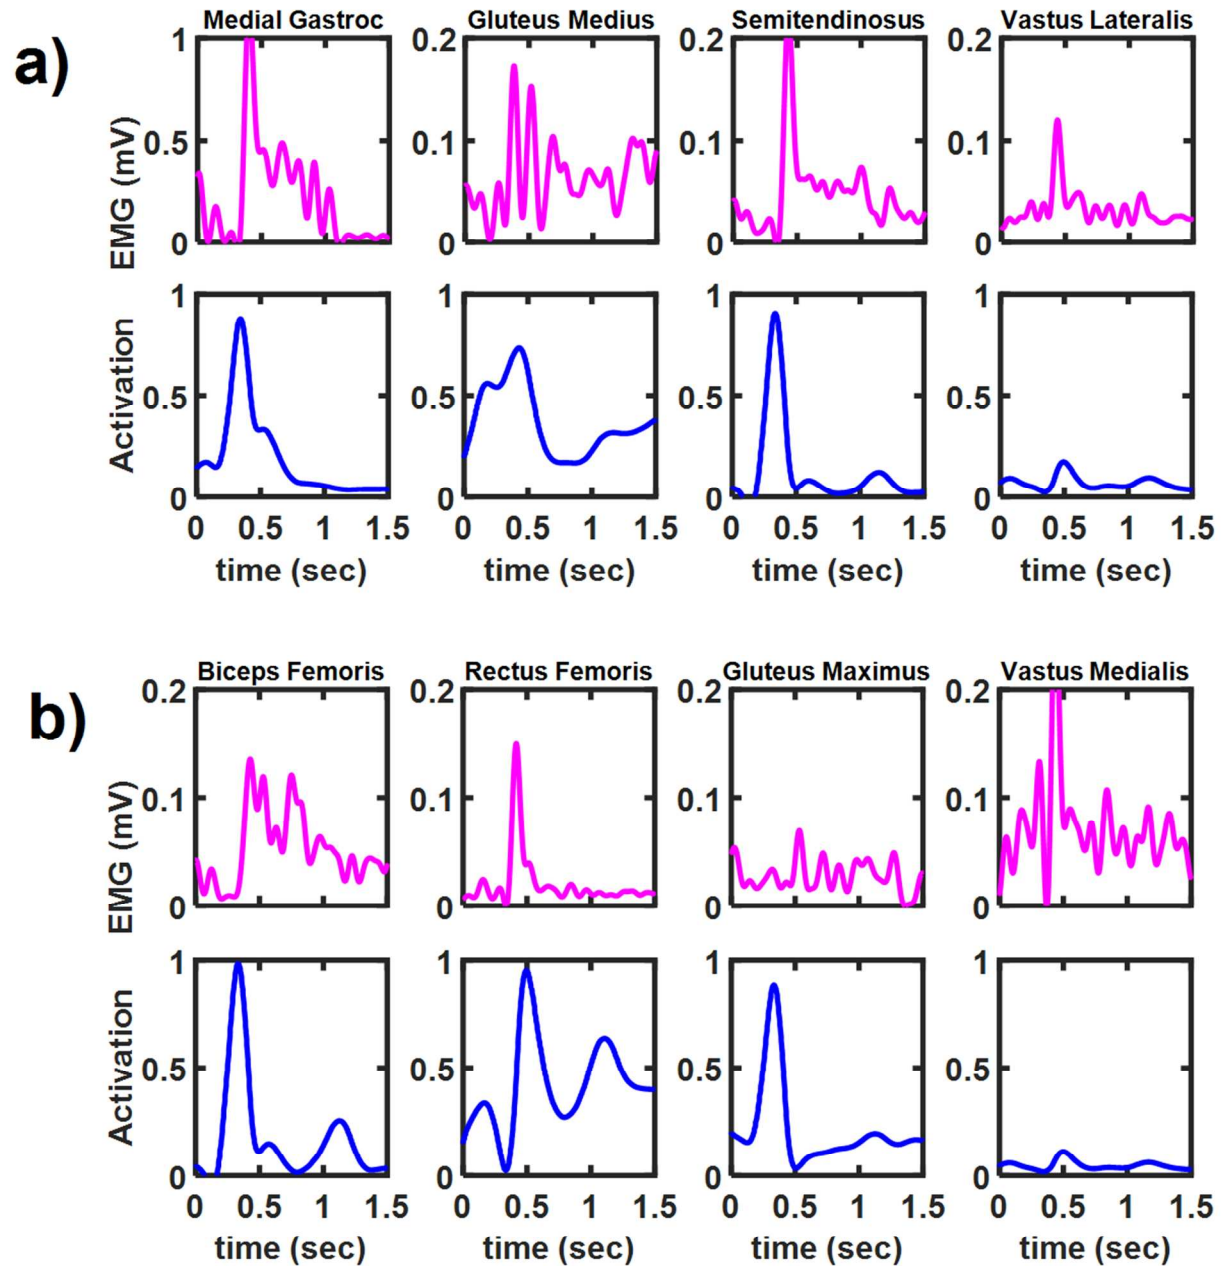 a)
Medial Gastroc Gluteus Medius Semitendinosus Vastus Lateralis
EMG (mV)
1 0.2 0.2 0.2
0.5 0.1 0.1 0.1
0 0 0 0
Activation
1 1 1 1
0.5 0.5 0.5 0.5
0 0 0 0
0 0.5 1 1.5 0 0.5 1 1.5 0 0.5 1 1.5 0 0.5 1 1.5
time (sec) time (sec) time (sec) time (sec)
b)
Biceps Femoris Rectus Femoris Gluteus Maximus Vastus Medialis
EMG (mV)
0.2 0.2 0.2 0.2
0.1 0.1 0.1 0.1
0 0 0 0
Activation
1 1 1 1
0.5 0.5 0.5 0.5
0 0 0 0
0 0.5 1 1.5 0 0.5 1 1.5 0 0.5 1 1.5 0 0.5 1 1.5
time (sec) time (sec) time (sec) time (sec)